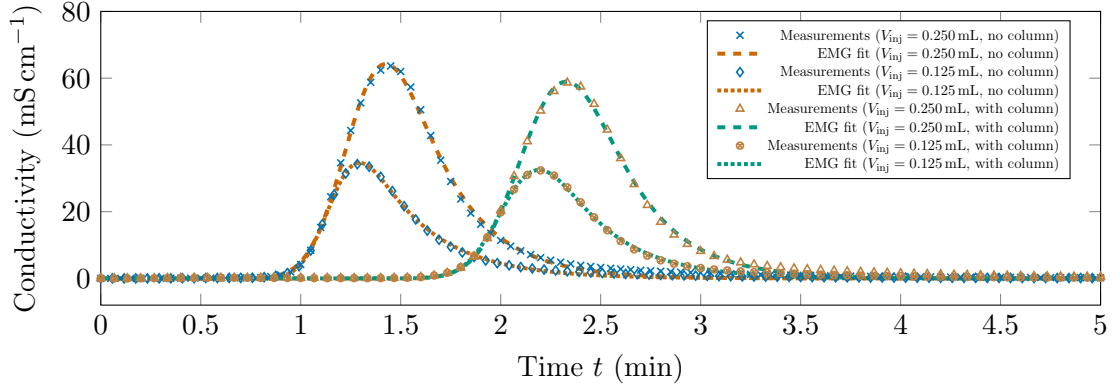 80
60
40
20
0
Conductivity (mS cm⁻¹)
Measurements (V_inj = 0.250 mL, no column)
EMG fit (V_inj = 0.250 mL, no column)
Measurements (V_inj = 0.125 mL, no column)
EMG fit (V_inj = 0.125 mL, no column)
Measurements (V_inj = 0.250 mL, with column)
EMG fit (V_inj = 0.250 mL, with column)
Measurements (V_inj = 0.125 mL, with column)
EMG fit (V_inj = 0.125 mL, with column)
0 0.5 1 1.5 2 2.5 3 3.5 4 4.5 5
Time t (min)